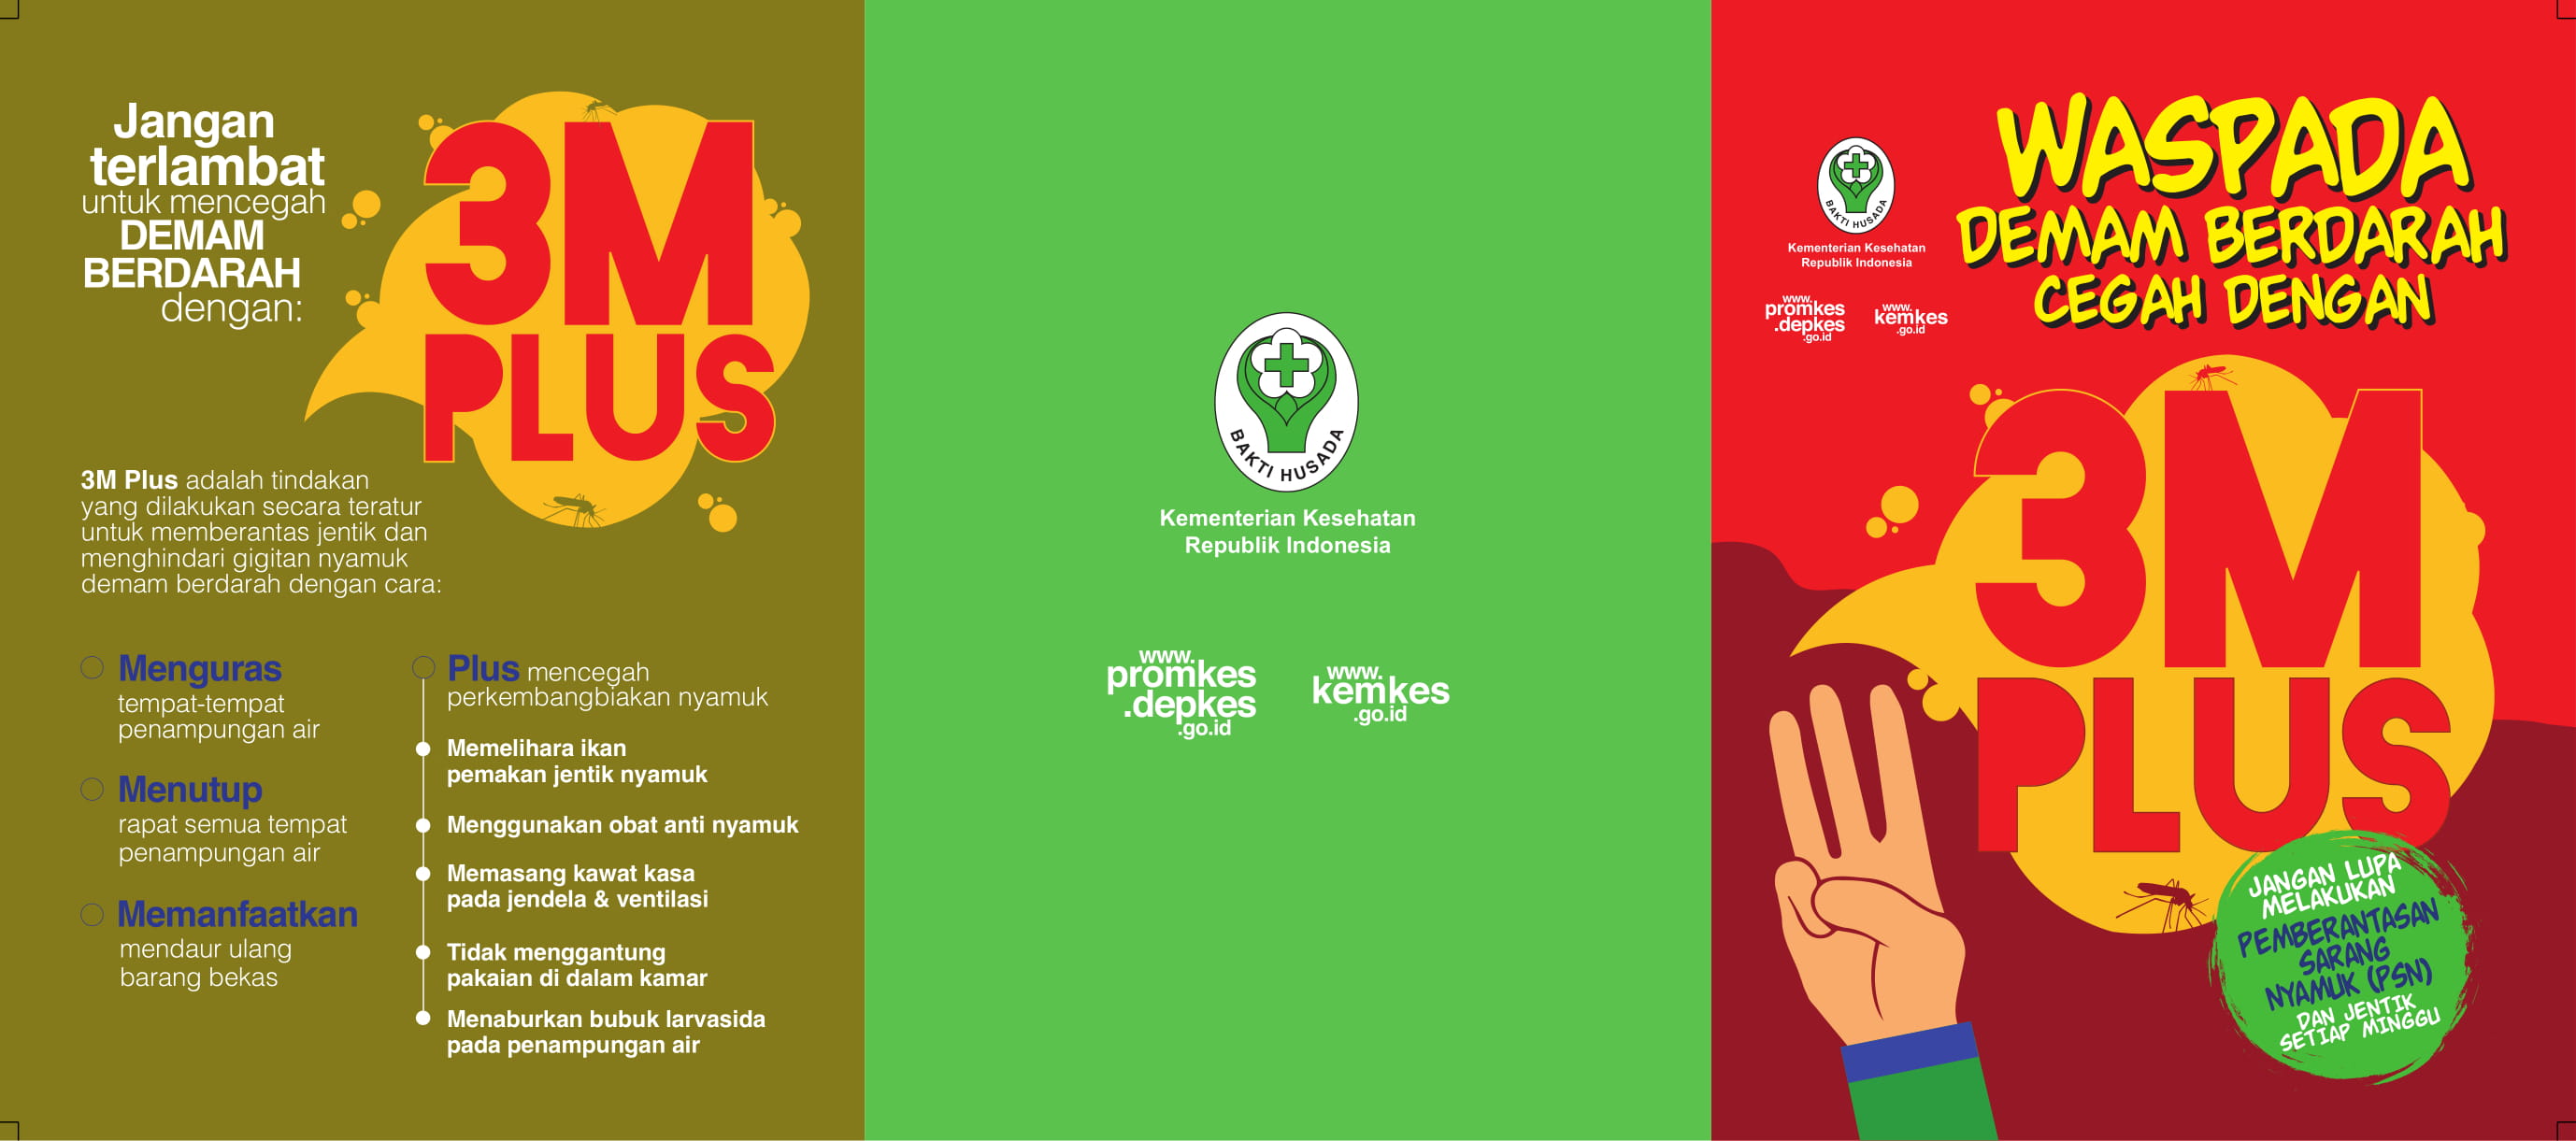 Jangan
terlambat
untuk mencegah
DEMAM
BERDARAH
dengan:
3M
PLUS
3M Plus adalah tindakan
yang dilakukan secara teratur
untuk memberantas jentik dan
menghindari gigitan nyamuk
demam berdarah dengan cara:
Menguras
tempat-tempat
penampungan air
Menutup
rapat semua tempat
penampungan air
Memanfaatkan
mendaur ulang
barang bekas
Plus mencegah
perkembangbiakan nyamuk
Memelihara ikan
pemakan jentik nyamuk
Menggunakan obat anti nyamuk
Memasang kawat kasa
pada jendela & ventilasi
Tidak menggantung
pakaian di dalam kamar
Menaburkan bubuk larvasida
pada penampungan air
BAKTI HUSADA
Kementerian Kesehatan
Republik Indonesia
www.
promkes
.depkes
.go.id
www.
kemkes
.go.id
BAKTI HUSADA
Kementerian Kesehatan
Republik Indonesia
www.
promkes
.depkes
.go.id
www.
kemkes
.go.id
WASPADA
DEMAM BERDARAH
CEGAH DENGAN
3M
PLUS
JANGAN LUPA
MELAKUKAN
PEMBERANTASAN
SARANG
NYAMUK (PSN)
DAN JENTIK
SETIAP MINGGU